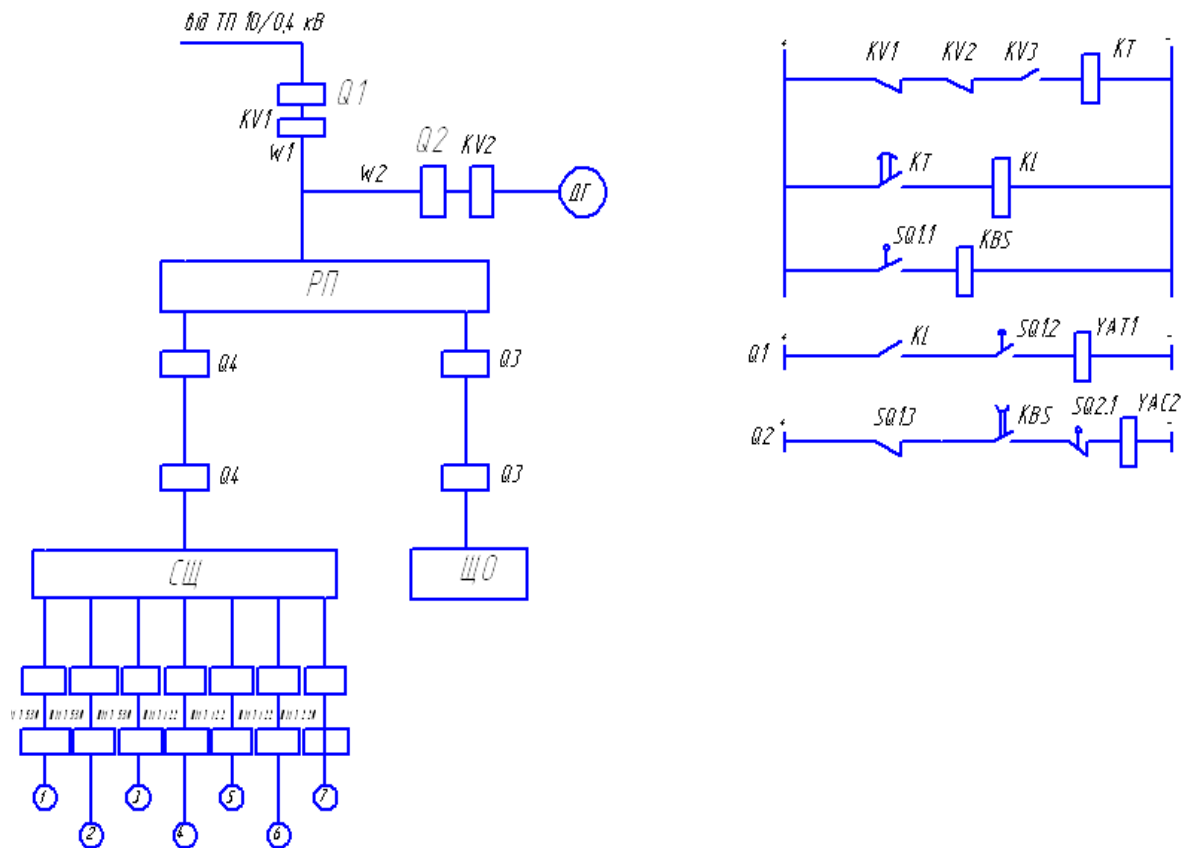 від ТП 10/0,4 кВ
Q1
KV1
W1
Q2 KV2
W2
ДГ
РП
Q4 Q3
Q4 Q3
СЩ
ЩО
1 3 5 7
2 4 6
+ -
KV1 KV2 KV3 KT
KT KL
SQ1.1 KBS
+ -
Q1 KL SQ1.2 YAT1
+ -
Q2 SQ1.3 KBS SQ2.1 YAC2